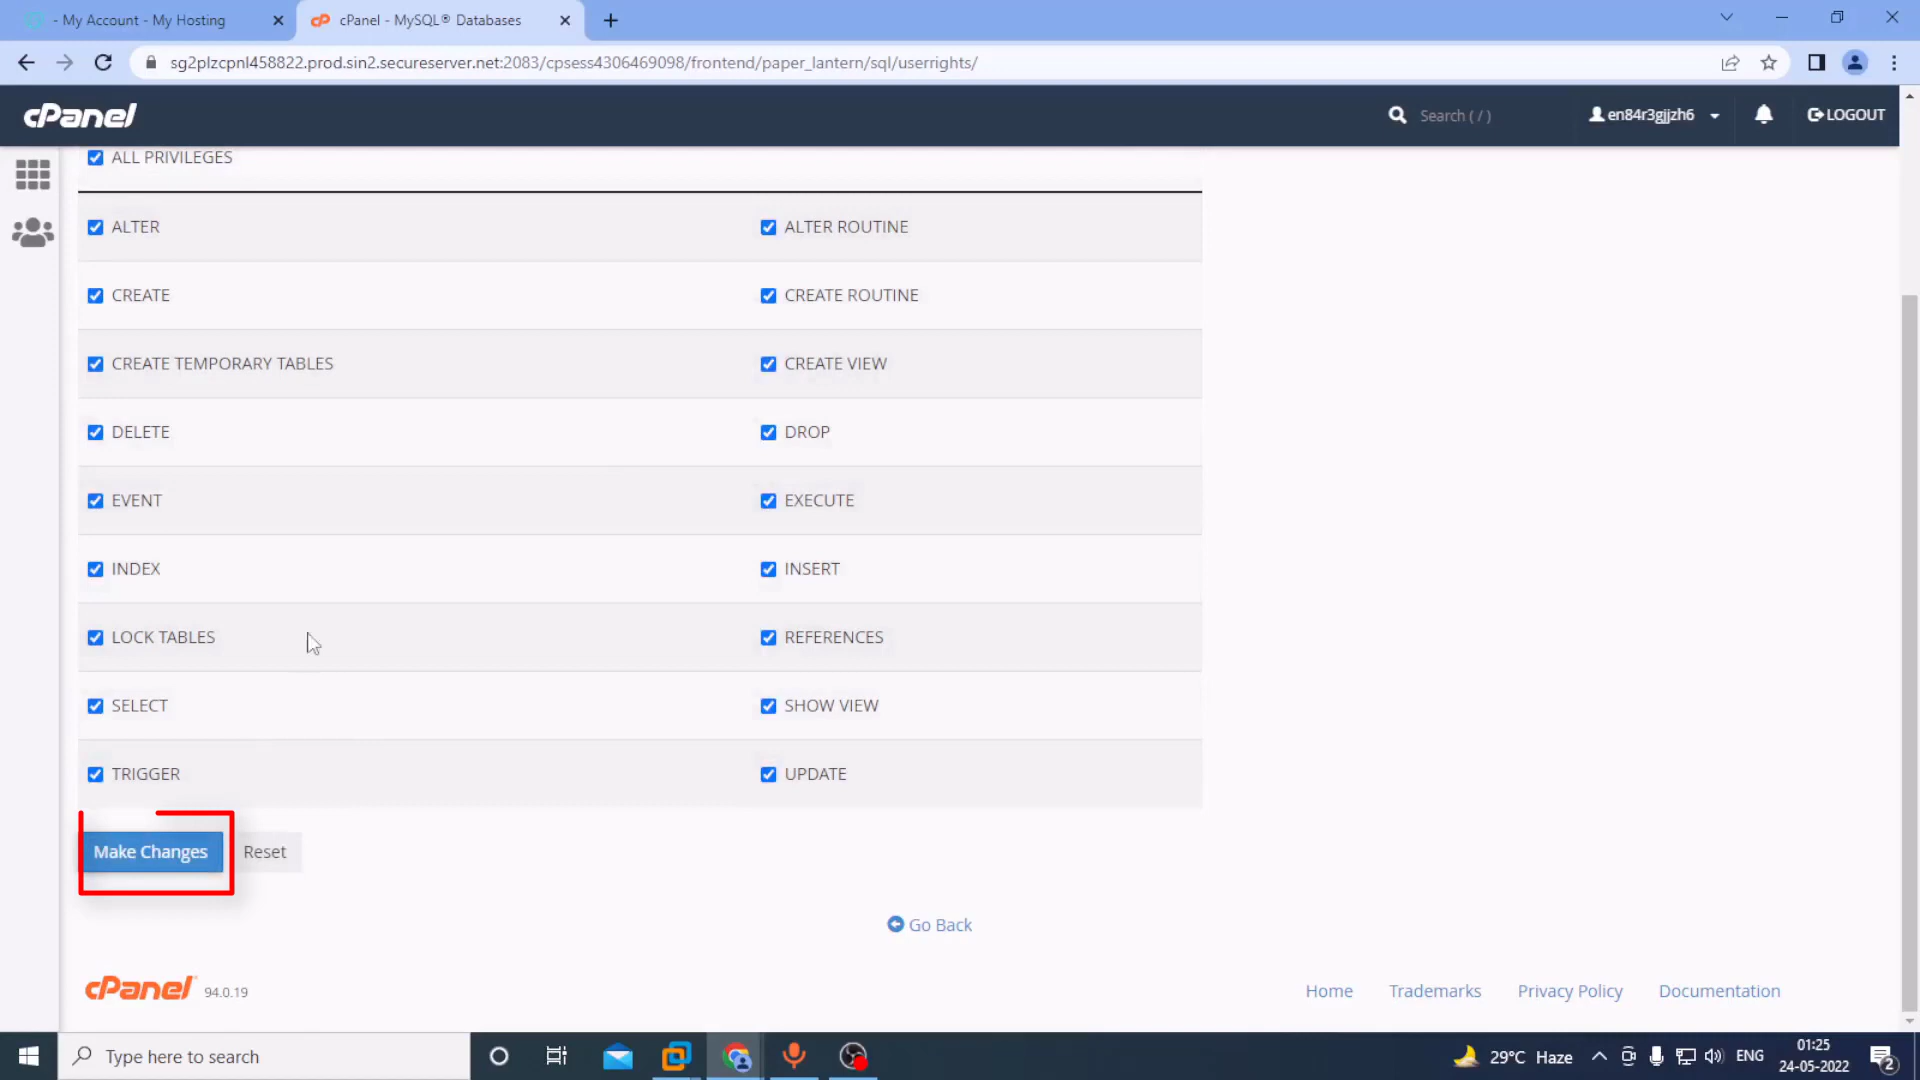 - My Account - My Hosting
cPanel - MySQL® Databases
sg2plzcpnl458822.prod.sin2.secureserver.net:2083/cpsess4306469098/frontend/paper_lantern/sql/userrights/
cPanel
Search ( / )
en84r3gjjzh6
LOGOUT
ALL PRIVILEGES
ALTER
ALTER ROUTINE
CREATE
CREATE ROUTINE
CREATE TEMPORARY TABLES
CREATE VIEW
DELETE
DROP
EVENT
EXECUTE
INDEX
INSERT
LOCK TABLES
REFERENCES
SELECT
SHOW VIEW
TRIGGER
UPDATE
Make Changes
Reset
Go Back
cPanel 94.0.19
Home
Trademarks
Privacy Policy
Documentation
Type here to search
29°C Haze
ENG
01:25
24-05-2022
2